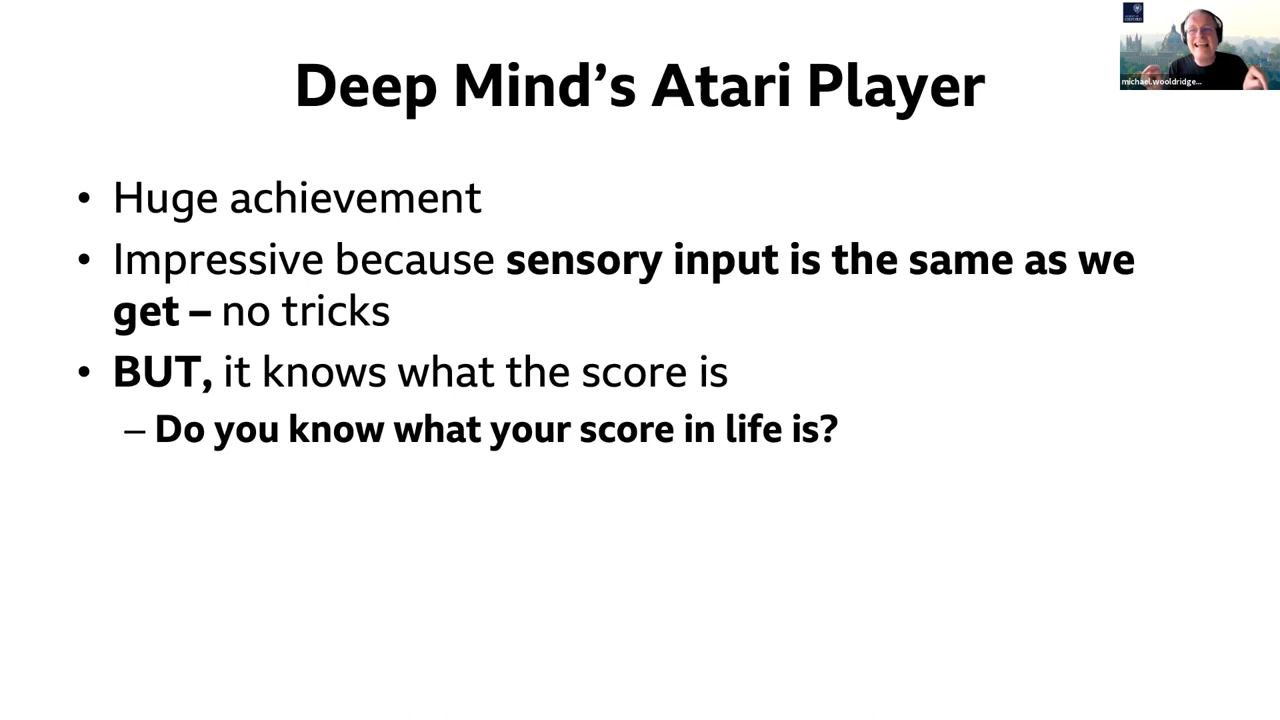 Deep Mind's Atari Player
• Huge achievement
• Impressive because sensory input is the same as we
get – no tricks
• BUT, it knows what the score is
– Do you know what your score in life is?
OXFORD
michael.wooldridge...